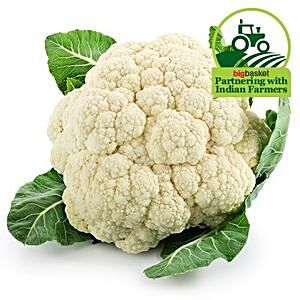 bigbasket
Partnering with
Indian Farmers